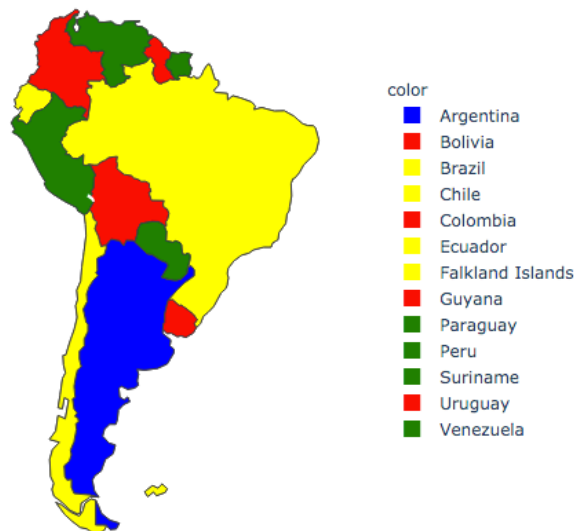 color
Argentina
Bolivia
Brazil
Chile
Colombia
Ecuador
Falkland Islands
Guyana
Paraguay
Peru
Suriname
Uruguay
Venezuela